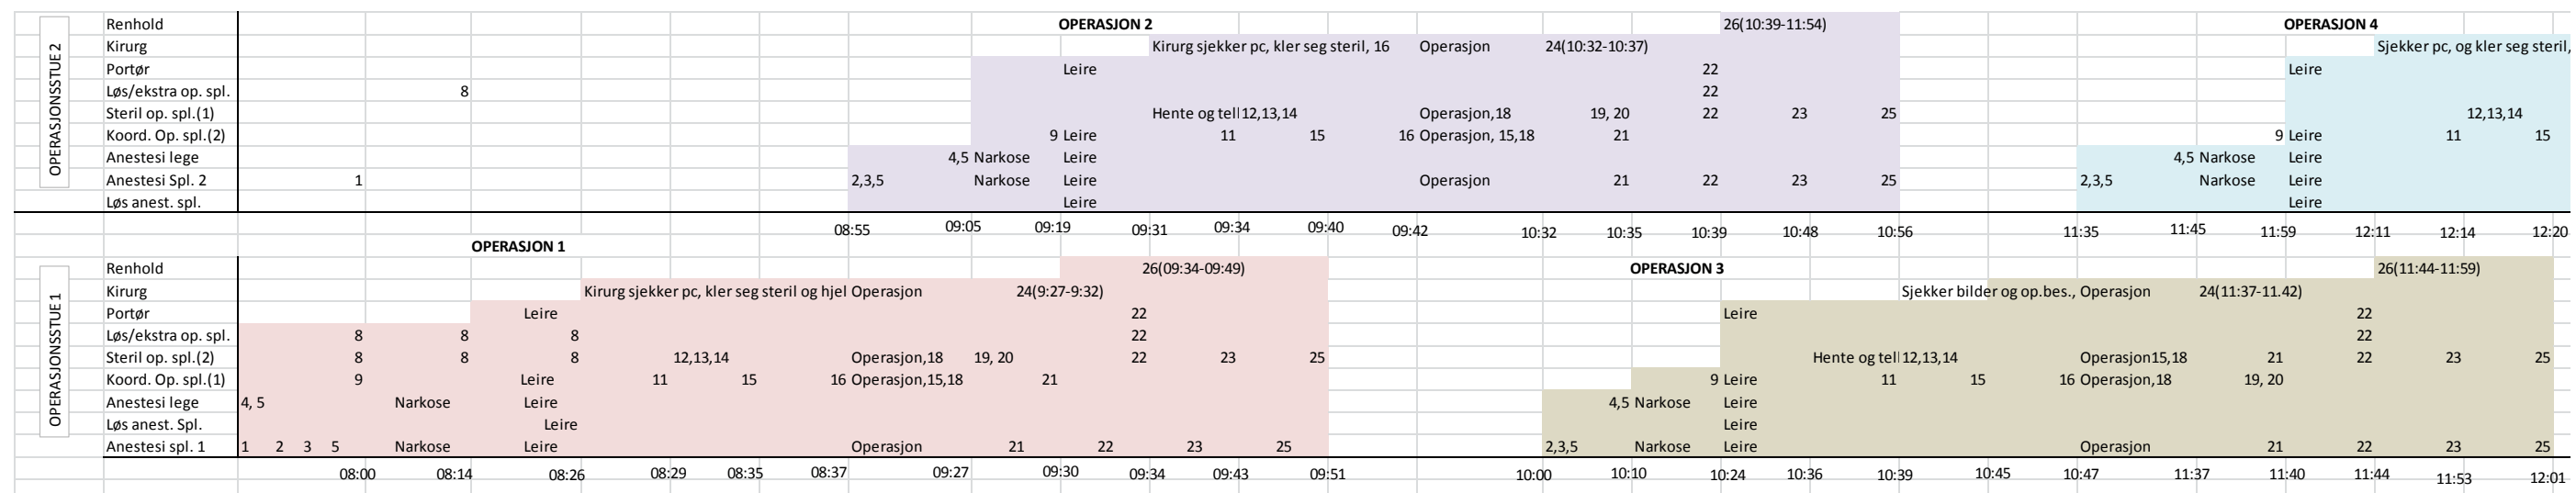 OPERASJONSSTUE 2
Renhold OPERASJON 2 26(10:39-11:54) OPERASJON 4
Kirurg Kirurg sjekker pc, kler seg steril, 16 Operasjon 24(10:32-10:37) Sjekker pc, og kler seg steril,
Portør Leire 22 Leire
Løs/ekstra op. spl. 8 22
Steril op. spl.(1) Hente og tell 12,13,14 Operasjon,18 19, 20 22 23 25 12,13,14
Koord. Op. spl.(2) 9 Leire 11 15 16 Operasjon, 15,18 21 9 Leire 11 15
Anestesi lege 4,5 Narkose Leire 4,5 Narkose Leire
Anestesi Spl. 2 1 2,3,5 Narkose Leire Operasjon 21 22 23 25 2,3,5 Narkose Leire
Løs anest. spl. Leire Leire
08:55 09:05 09:19 09:31 09:34 09:40 09:42 10:32 10:35 10:39 10:48 10:56 11:35 11:45 11:59 12:11 12:14 12:20
OPERASJON 1
OPERASJONSSTUE 1
Renhold 26(09:34-09:49) OPERASJON 3 26(11:44-11:59)
Kirurg Kirurg sjekker pc, kler seg steril og hjel Operasjon 24(9:27-9:32) Sjekker bilder og op.bes., Operasjon 24(11:37-11.42)
Portør Leire 22 Leire 22
Løs/ekstra op. spl. 8 8 8 22 22
Steril op. spl.(2) 8 8 8 12,13,14 Operasjon,18 19, 20 22 23 25 Hente og tell 12,13,14 Operasjon15,18 21 22 23 25
Koord. Op. spl.(1) 9 Leire 11 15 16 Operasjon,15,18 21 9 Leire 11 15 16 Operasjon,18 19, 20
Anestesi lege 4, 5 Narkose Leire 4,5 Narkose Leire
Løs anest. Spl. Leire Leire
Anestesi spl. 1 1 2 3 5 Narkose Leire Operasjon 21 22 23 25 2,3,5 Narkose Leire Operasjon 21 22 23 25
08:00 08:14 08:26 08:29 08:35 08:37 09:27 09:30 09:34 09:43 09:51 10:00 10:10 10:24 10:36 10:39 10:45 10:47 11:37 11:40 11:44 11:53 12:01